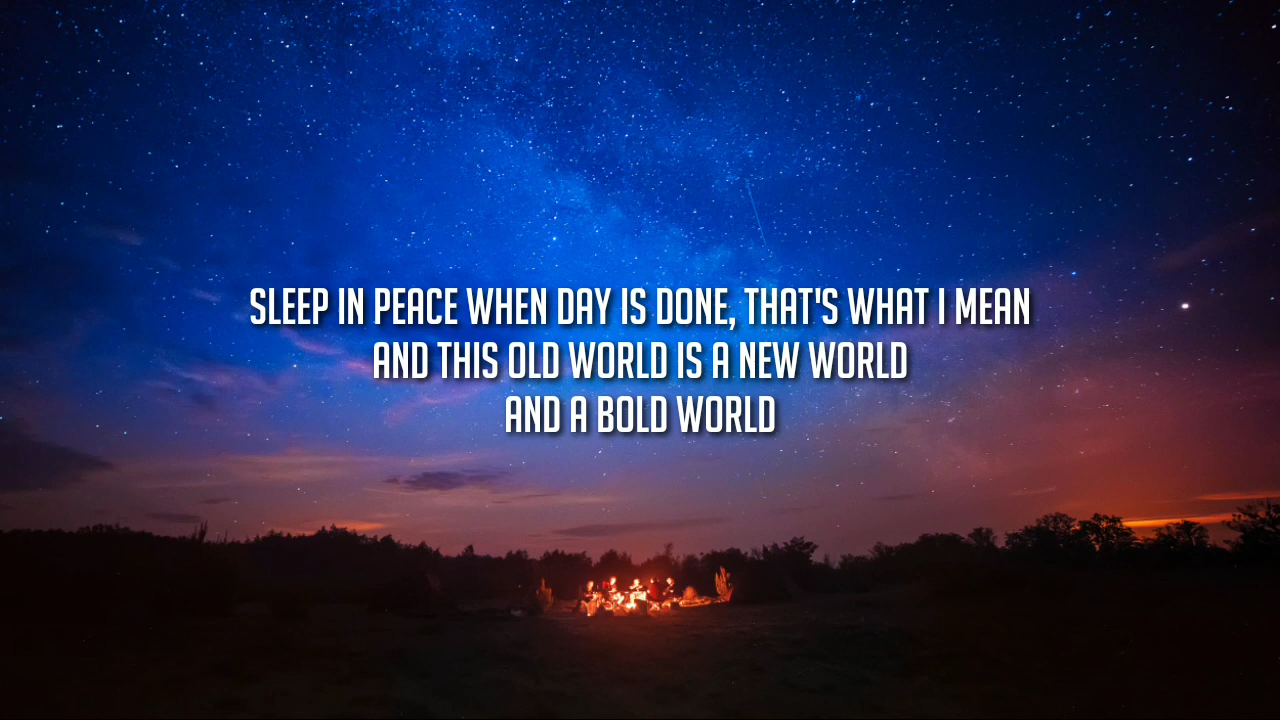 SLEEP IN PEACE WHEN DAY IS DONE, THAT'S WHAT I MEAN
AND THIS OLD WORLD IS A NEW WORLD
AND A BOLD WORLD